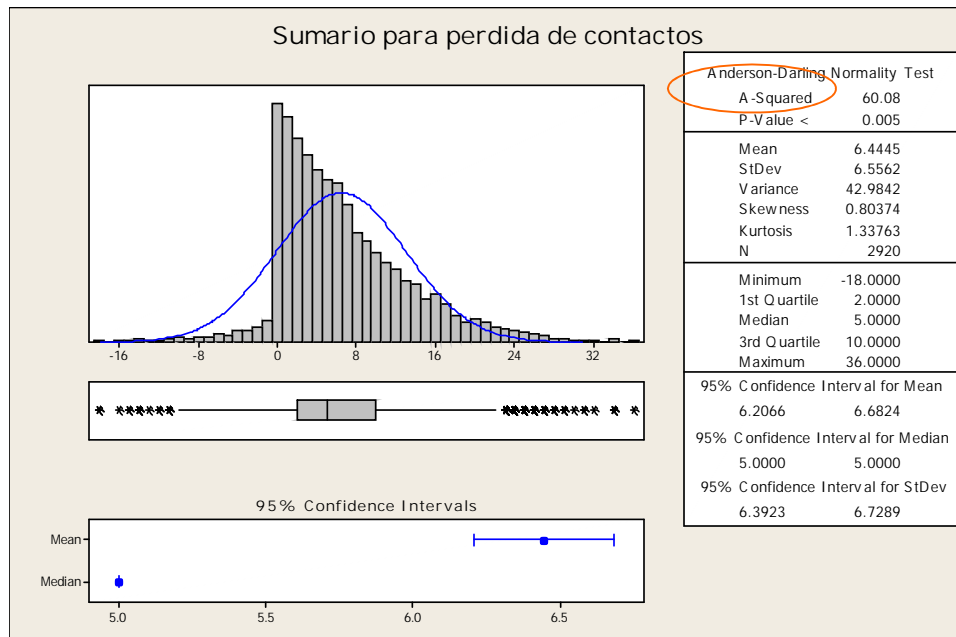 Sumario para perdida de contactos
Anderson-Darling Normality Test
A-Squared 60.08
P-Value < 0.005
Mean 6.4445
StDev 6.5562
Variance 42.9842
Skewness 0.80374
Kurtosis 1.33763
N 2920
Minimum -18.0000
1st Quartile 2.0000
Median 5.0000
3rd Quartile 10.0000
Maximum 36.0000
95% Confidence Interval for Mean
6.2066 6.6824
95% Confidence Interval for Median
5.0000 5.0000
95% Confidence Interval for StDev
6.3923 6.7289
-16 -8 0 8 16 24 32
95% Confidence Intervals
Mean
Median
5.0 5.5 6.0 6.5